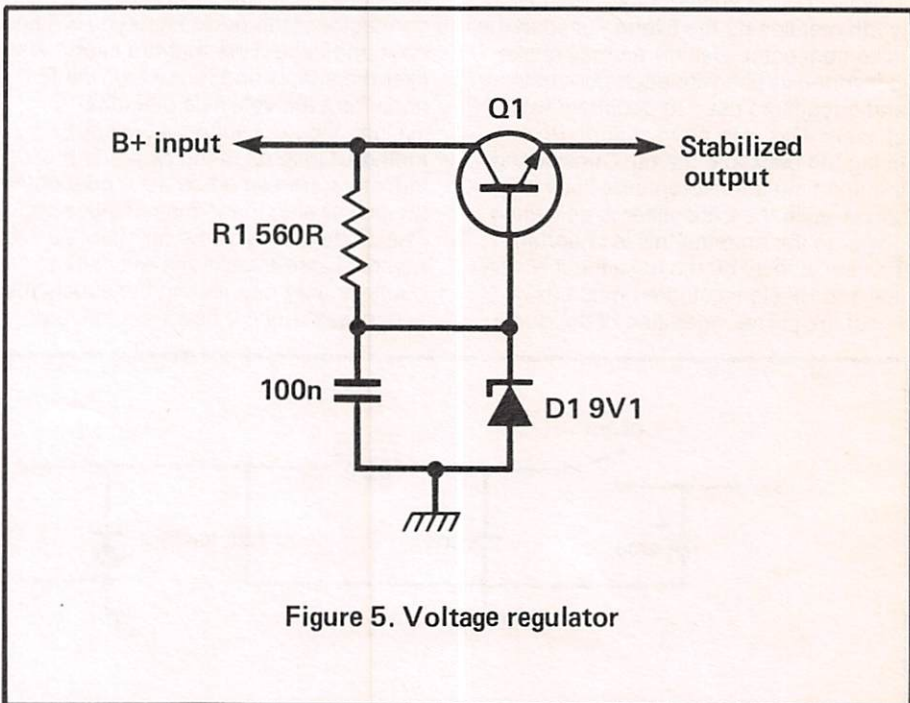 Q1
B+ input
Stabilized
output
R1 560R
100n
D1 9V1
Figure 5. Voltage regulator